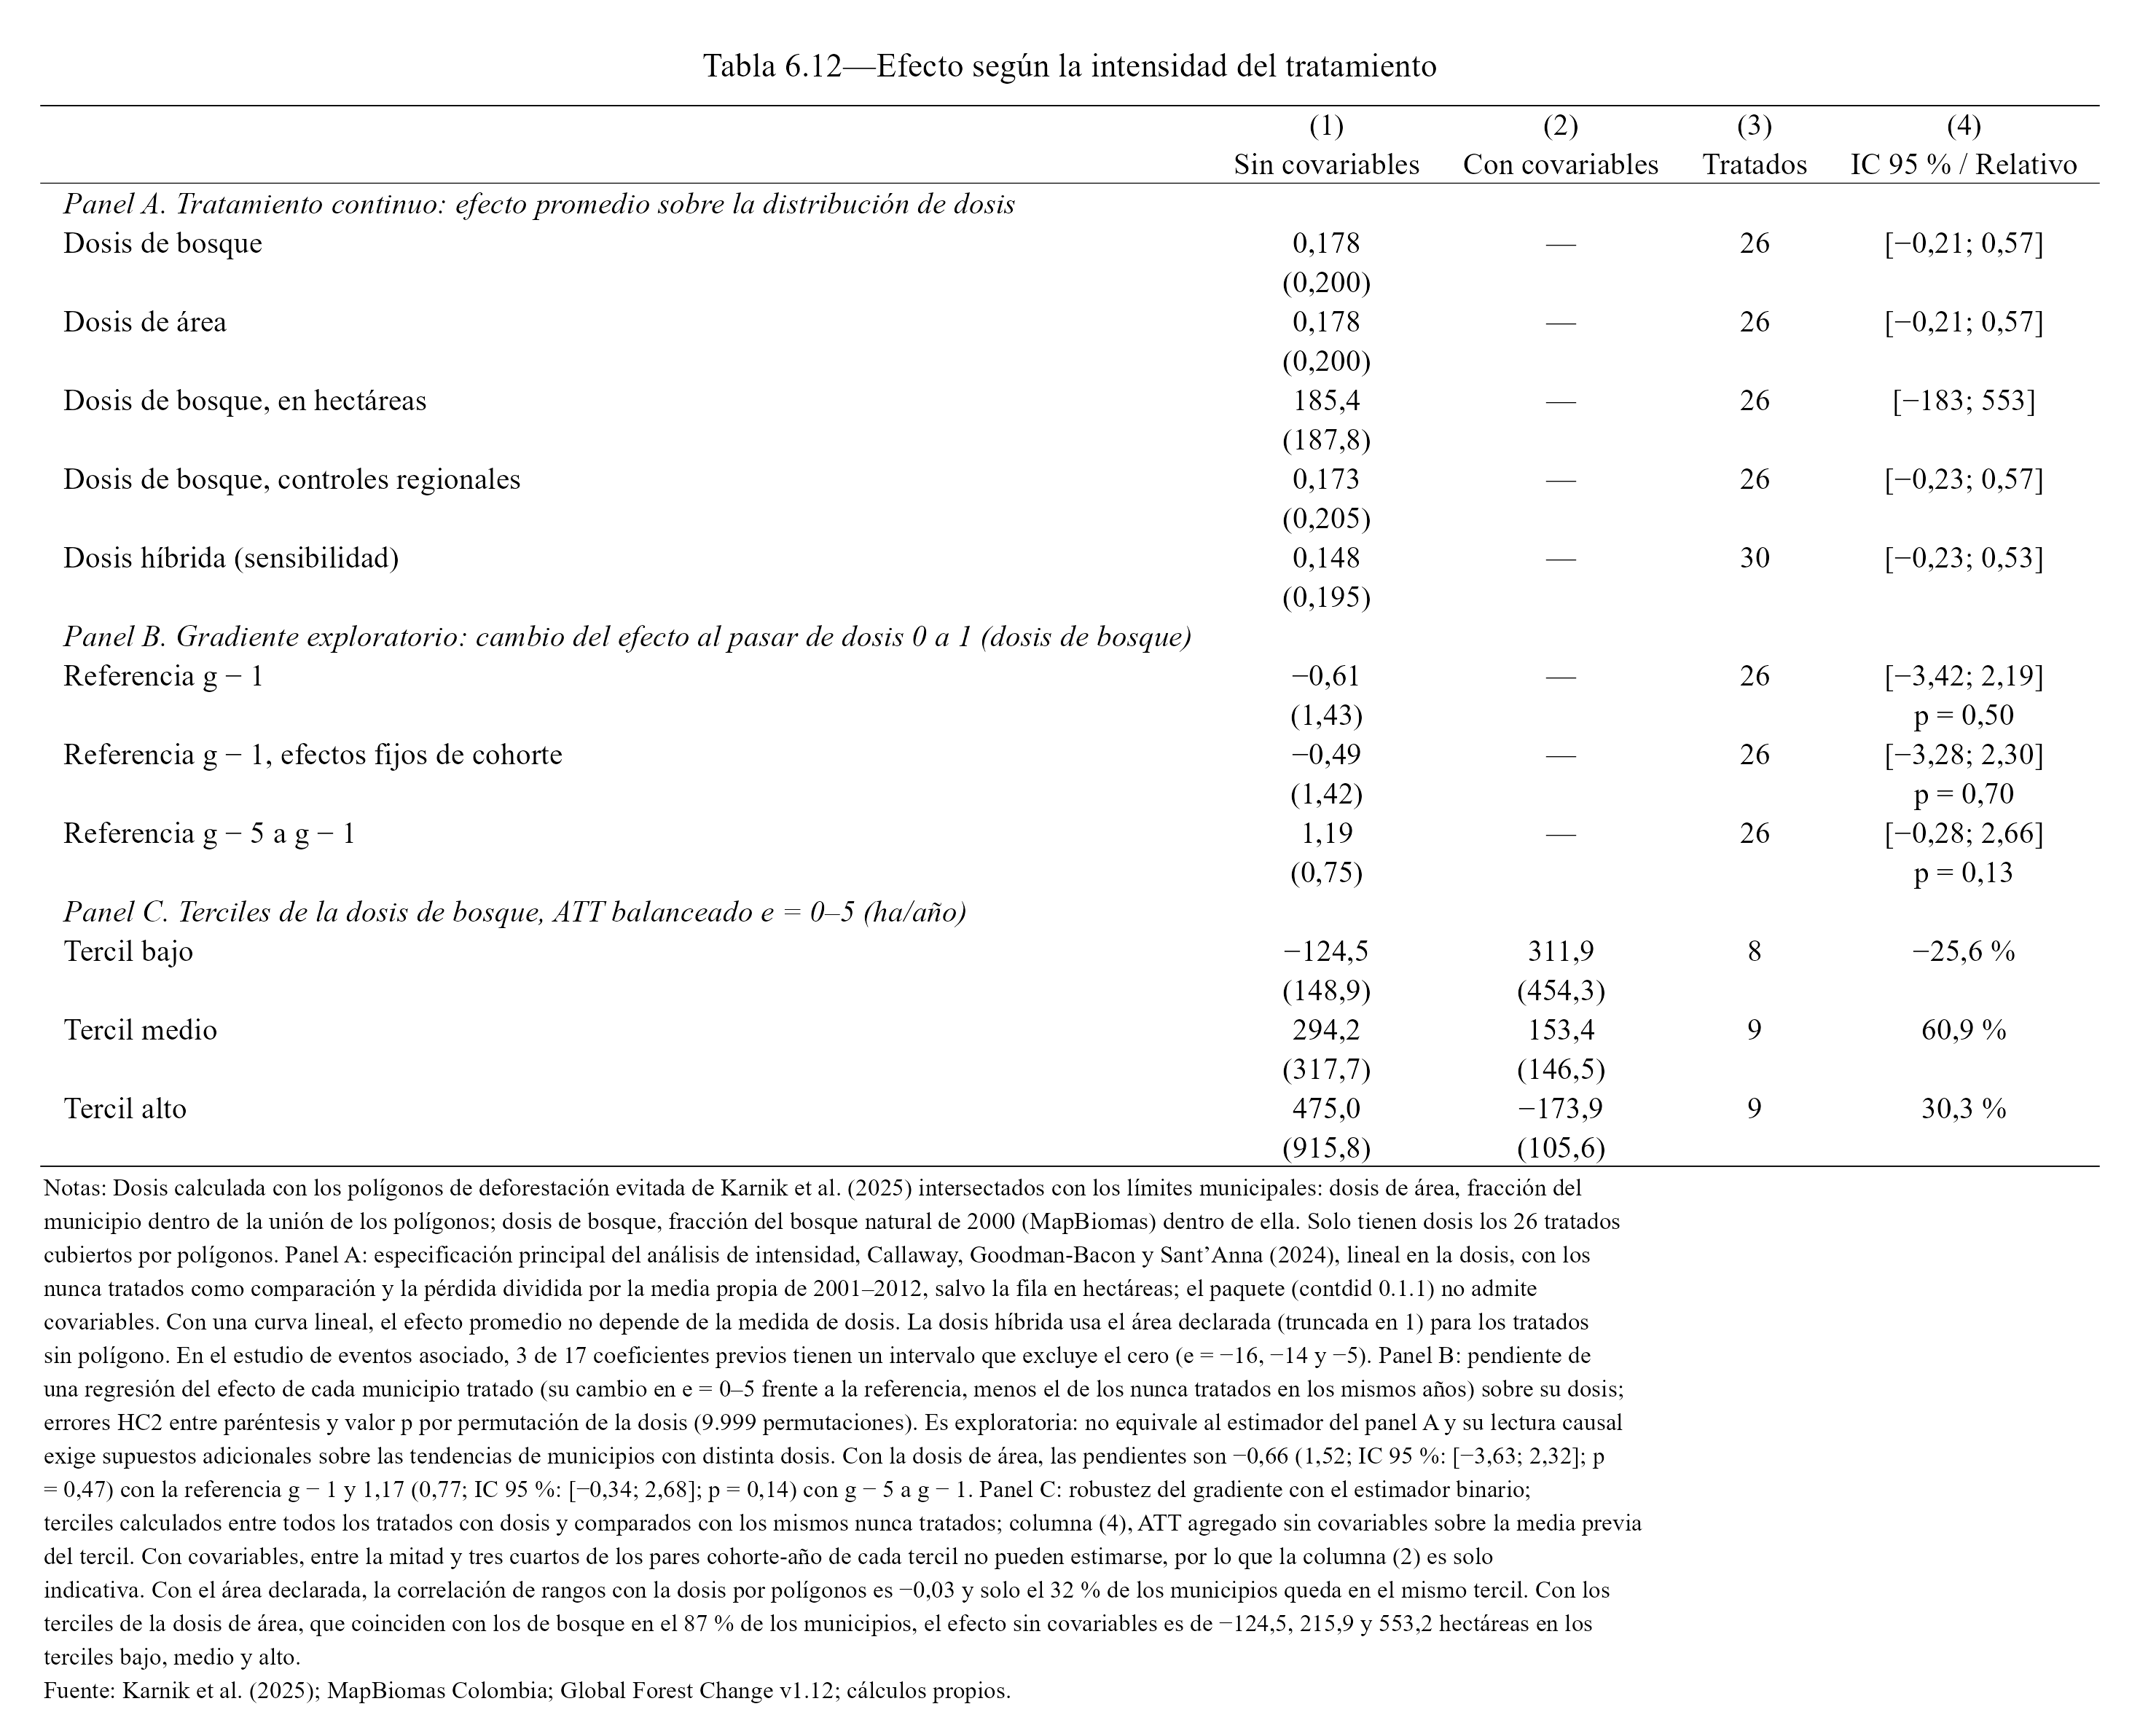 Tabla 6.12—Efecto según la intensidad del tratamiento
(1) (2) (3) (4)
Sin covariables Con covariables Tratados IC 95 % / Relativo
Panel A. Tratamiento continuo: efecto promedio sobre la distribución de dosis
Dosis de bosque 0,178 — 26 [−0,21; 0,57]
(0,200)
Dosis de área 0,178 — 26 [−0,21; 0,57]
(0,200)
Dosis de bosque, en hectáreas 185,4 — 26 [−183; 553]
(187,8)
Dosis de bosque, controles regionales 0,173 — 26 [−0,23; 0,57]
(0,205)
Dosis híbrida (sensibilidad) 0,148 — 30 [−0,23; 0,53]
(0,195)
Panel B. Gradiente exploratorio: cambio del efecto al pasar de dosis 0 a 1 (dosis de bosque)
Referencia g − 1 −0,61 — 26 [−3,42; 2,19]
(1,43) p = 0,50
Referencia g − 1, efectos fijos de cohorte −0,49 — 26 [−3,28; 2,30]
(1,42) p = 0,70
Referencia g − 5 a g − 1 1,19 — 26 [−0,28; 2,66]
(0,75) p = 0,13
Panel C. Terciles de la dosis de bosque, ATT balanceado e = 0–5 (ha/año)
Tercil bajo −124,5 311,9 8 −25,6 %
(148,9) (454,3)
Tercil medio 294,2 153,4 9 60,9 %
(317,7) (146,5)
Tercil alto 475,0 −173,9 9 30,3 %
(915,8) (105,6)
Notas: Dosis calculada con los polígonos de deforestación evitada de Karnik et al. (2025) intersectados con los límites municipales: dosis de área, fracción del
municipio dentro de la unión de los polígonos; dosis de bosque, fracción del bosque natural de 2000 (MapBiomas) dentro de ella. Solo tienen dosis los 26 tratados
cubiertos por polígonos. Panel A: especificación principal del análisis de intensidad, Callaway, Goodman-Bacon y Sant’Anna (2024), lineal en la dosis, con los
nunca tratados como comparación y la pérdida dividida por la media propia de 2001–2012, salvo la fila en hectáreas; el paquete (contdid 0.1.1) no admite
covariables. Con una curva lineal, el efecto promedio no depende de la medida de dosis. La dosis híbrida usa el área declarada (truncada en 1) para los tratados
sin polígono. En el estudio de eventos asociado, 3 de 17 coeficientes previos tienen un intervalo que excluye el cero (e = −16, −14 y −5). Panel B: pendiente de
una regresión del efecto de cada municipio tratado (su cambio en e = 0–5 frente a la referencia, menos el de los nunca tratados en los mismos años) sobre su dosis;
errores HC2 entre paréntesis y valor p por permutación de la dosis (9.999 permutaciones). Es exploratoria: no equivale al estimador del panel A y su lectura causal
exige supuestos adicionales sobre las tendencias de municipios con distinta dosis. Con la dosis de área, las pendientes son −0,66 (1,52; IC 95 %: [−3,63; 2,32]; p
= 0,47) con la referencia g − 1 y 1,17 (0,77; IC 95 %: [−0,34; 2,68]; p = 0,14) con g − 5 a g − 1. Panel C: robustez del gradiente con el estimador binario;
terciles calculados entre todos los tratados con dosis y comparados con los mismos nunca tratados; columna (4), ATT agregado sin covariables sobre la media previa
del tercil. Con covariables, entre la mitad y tres cuartos de los pares cohorte-año de cada tercil no pueden estimarse, por lo que la columna (2) es solo
indicativa. Con el área declarada, la correlación de rangos con la dosis por polígonos es −0,03 y solo el 32 % de los municipios queda en el mismo tercil. Con los
terciles de la dosis de área, que coinciden con los de bosque en el 87 % de los municipios, el efecto sin covariables es de −124,5, 215,9 y 553,2 hectáreas en los
terciles bajo, medio y alto.
Fuente: Karnik et al. (2025); MapBiomas Colombia; Global Forest Change v1.12; cálculos propios.